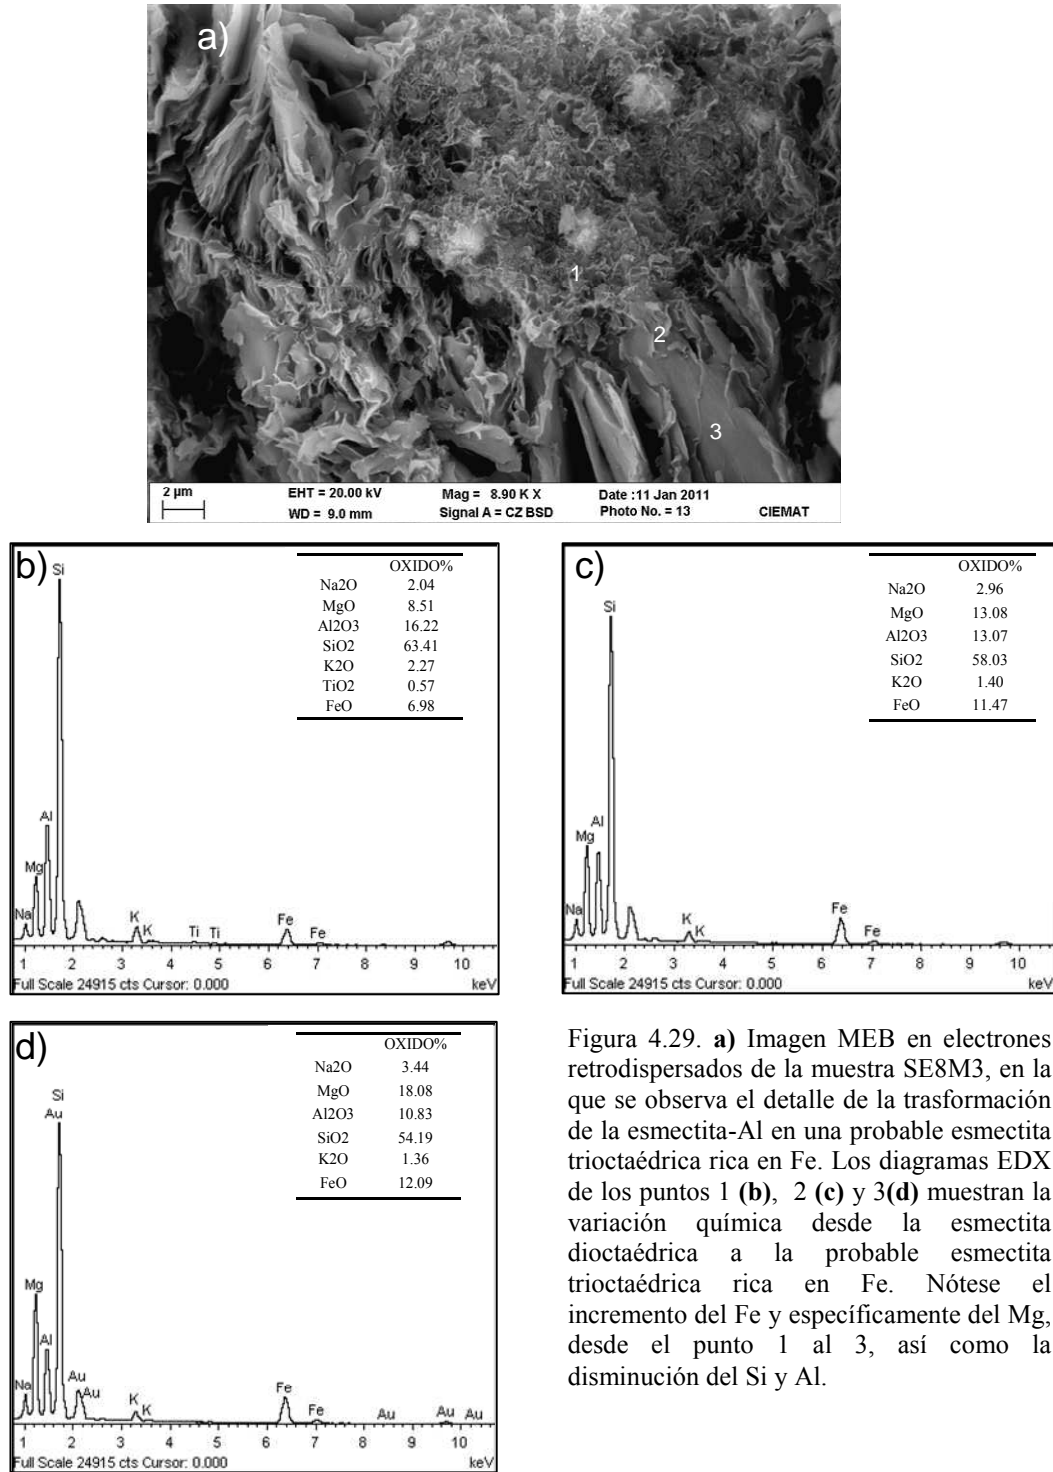 a)
1
2
3
2 µm
EHT = 20.00 kV
WD = 9.0 mm
Mag = 8.90 K X
Signal A = CZ BSD
Date :11 Jan 2011
Photo No. = 13
CIEMAT
b)
OXIDO%
Na2O 2.04
MgO 8.51
Al2O3 16.22
SiO2 63.41
K2O 2.27
TiO2 0.57
FeO 6.98
Si
Al
Mg
Na
K
K
Ti
Ti
Fe
Fe
1 2 3 4 5 6 7 8 9 10
Full Scale 24915 cts Cursor: 0.000 keV
c)
OXIDO%
Na2O 2.96
MgO 13.08
Al2O3 13.07
SiO2 58.03
K2O 1.40
FeO 11.47
Si
Al
Mg
Na
K
K
Fe
Fe
1 2 3 4 5 6 7 8 9 10
Full Scale 24915 cts Cursor: 0.000 keV
d)
OXIDO%
Na2O 3.44
MgO 18.08
Al2O3 10.83
SiO2 54.19
K2O 1.36
FeO 12.09
Si
Au
Mg
Al
Na
Au
Au
K
K
Fe
Fe
Au
Au
Au
1 2 3 4 5 6 7 8 9 10
Full Scale 24915 cts Cursor: 0.000 keV
Figura 4.29. a) Imagen MEB en electrones
retrodispersados de la muestra SE8M3, en la
que se observa el detalle de la trasformación
de la esmectita-Al en una probable esmectita
trioctaédrica rica en Fe. Los diagramas EDX
de los puntos 1 (b), 2 (c) y 3(d) muestran la
variación química desde la esmectita
dioctaédrica a la probable esmectita
trioctaédrica rica en Fe. Nótese el
incremento del Fe y específicamente del Mg,
desde el punto 1 al 3, así como la
disminución del Si y Al.